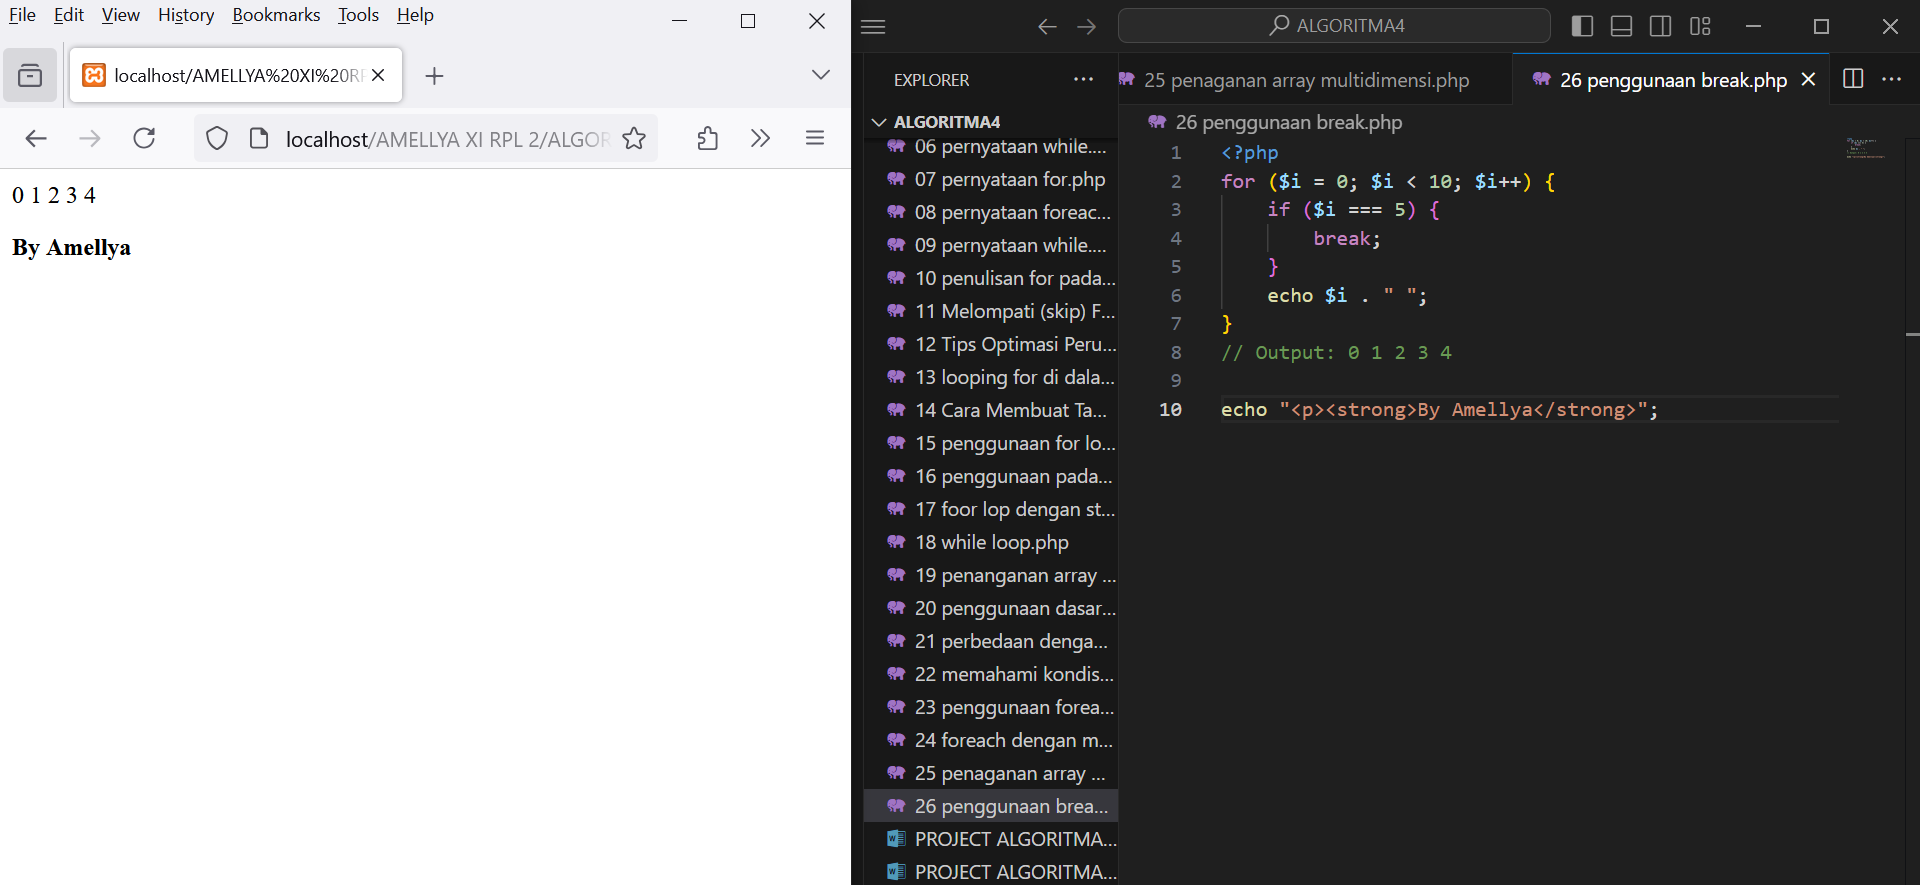 File Edit View History Bookmarks Tools Help
localhost/AMELLYA%20XI%20RP
localhost/AMELLYA XI RPL 2/ALGOR
0 1 2 3 4
By Amellya
ALGORITMA4
EXPLORER
ALGORITMA4
06 pernyataan while....
07 pernyataan for.php
08 pernyataan foreac...
09 pernyataan while....
10 penulisan for pada...
11 Melompati (skip) F...
12 Tips Optimasi Peru...
13 looping for di dala...
14 Cara Membuat Ta...
15 penggunaan for lo...
16 penggunaan pada...
17 foor lop dengan st...
18 while loop.php
19 penanganan array ...
20 penggunaan dasar...
21 perbedaan denga...
22 memahami kondis...
23 penggunaan forea...
24 foreach dengan m...
25 penaganan array ...
26 penggunaan brea...
PROJECT ALGORITMA...
PROJECT ALGORITMA...
25 penaganan array multidimensi.php
26 penggunaan break.php
26 penggunaan break.php
1 <?php
2 for ($i = 0; $i < 10; $i++) {
3 if ($i === 5) {
4 break;
5 }
6 echo $i . " ";
7 }
8 // Output: 0 1 2 3 4
9
10 echo "<p><strong>By Amellya</strong>";